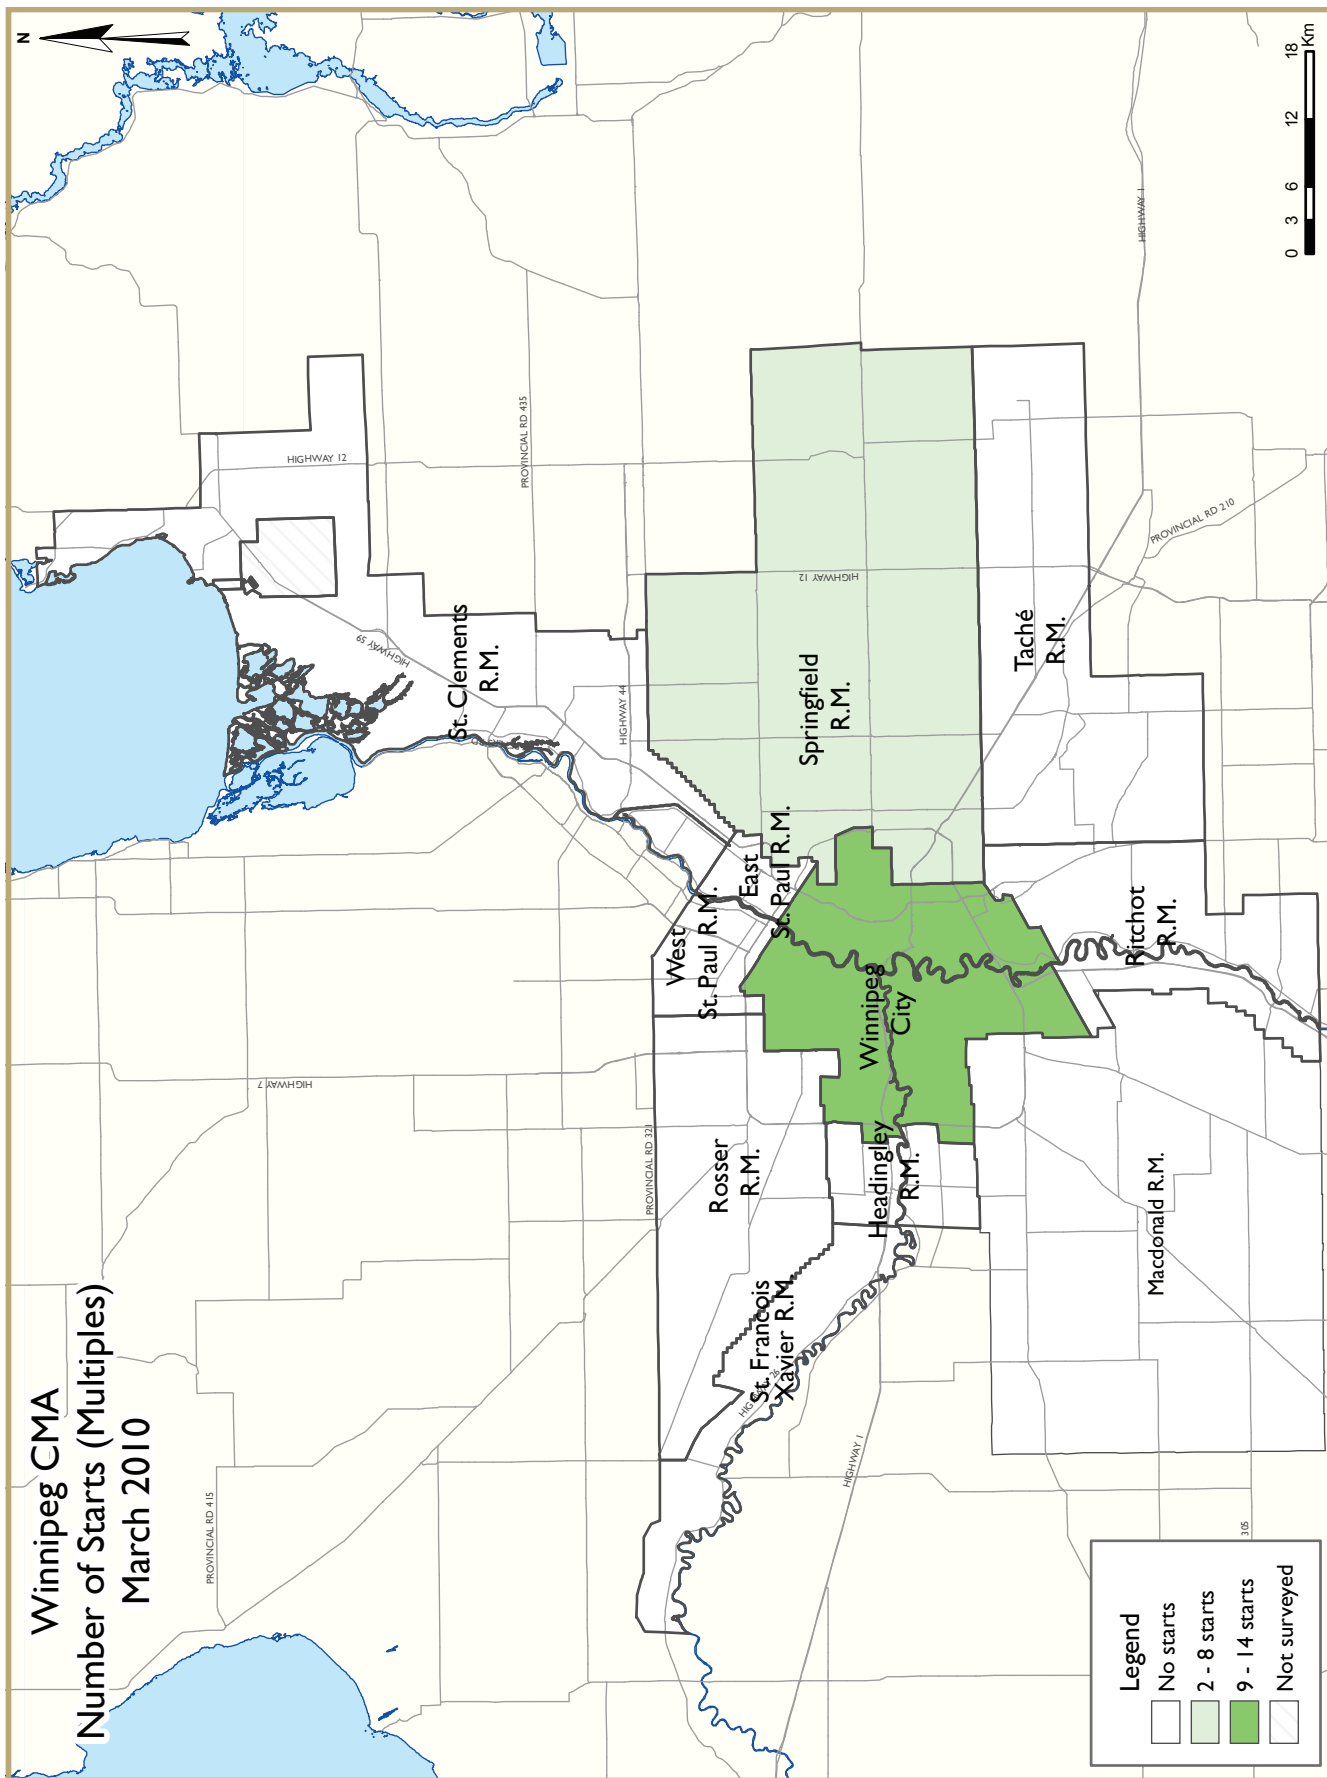 Winnipeg CMA
Number of Starts (Multiples)
March 2010
N
PROVINCIAL RD 415
HIGHWAY 7
PROVINCIAL RD 321
HIGHWAY 12
PROVINCIAL RD 435
HIGHWAY 59
St. Clements
R.M.
HIGHWAY 44
HIGHWAY 12
Springfield
R.M.
East
St. Paul R.M.
West
St. Paul R.M.
Rosser
R.M.
St. Francois
Xavier R.M.
Winnipeg
City
Headingley
R.M.
HIGHWAY 1
Taché
R.M.
HIGHWAY 1
PROVINCIAL RD 210
Ritchot
R.M.
Macdonald R.M.
305
Legend
No starts
2 - 8 starts
9 - 14 starts
Not surveyed
0 3 6 12 18
Km